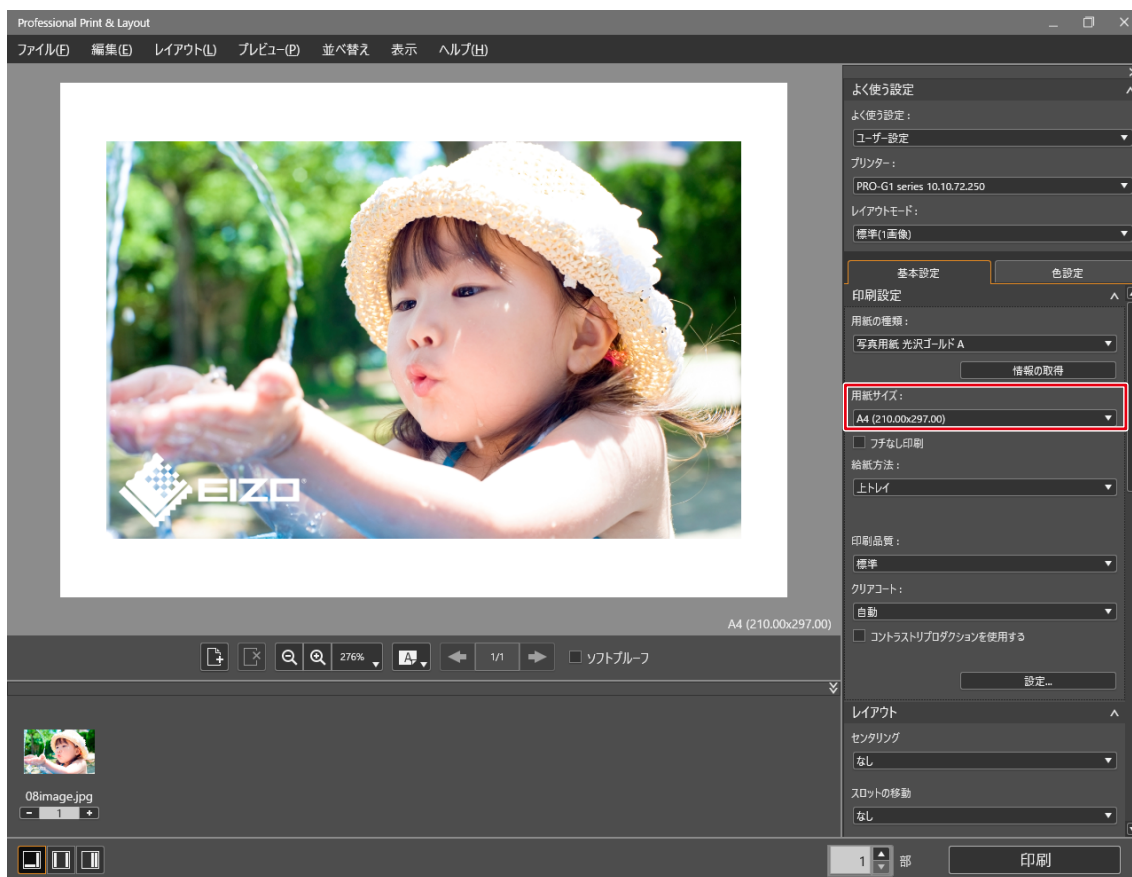 Professional Print & Layout
ファイル(F) 編集(E) レイアウト(L) プレビュー(P) 並べ替え 表示 ヘルプ(H)
よく使う設定
よく使う設定：
ユーザー設定
プリンター：
PRO-G1 series 10.10.72.250
レイアウトモード：
標準(1画像)
基本設定 色設定
印刷設定
用紙の種類：
写真用紙 光沢ゴールド A
情報の取得
用紙サイズ：
A4 (210.00x297.00)
フチなし印刷
給紙方法：
上トレイ
印刷品質：
標準
クリアコート：
自動
コントラストリプロダクションを使用する
設定...
レイアウト
センタリング
なし
スロットの移動
なし
EIZO
A4 (210.00x297.00)
276% A 1/1 ソフトプルーフ
08image.jpg
- 1 +
1 部 印刷